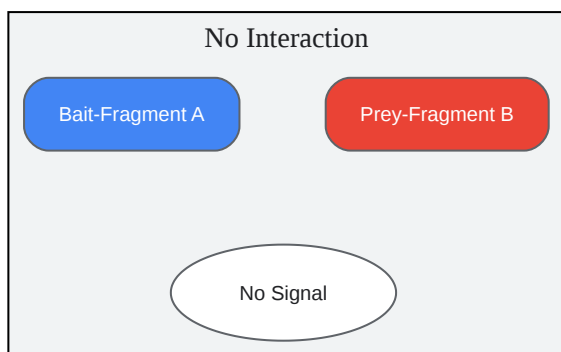 No Interaction
Bait-Fragment A
Prey-Fragment B
No Signal